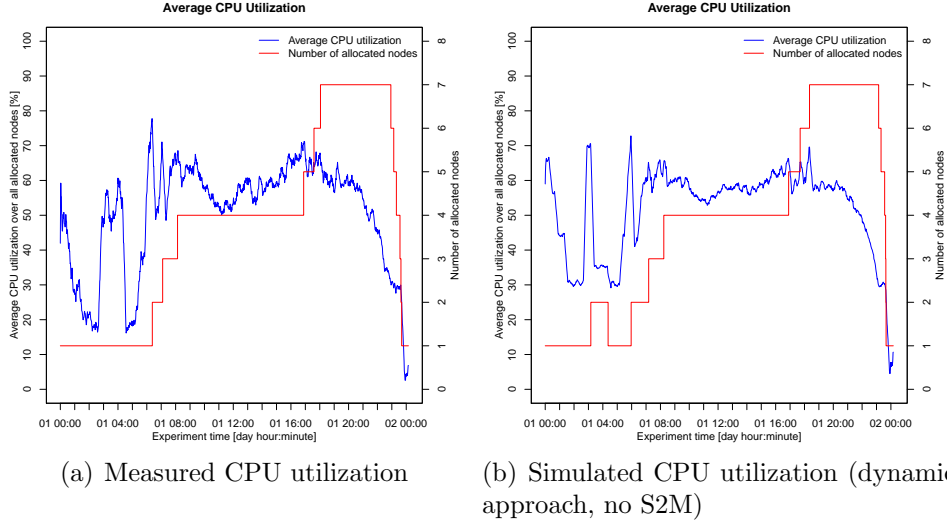 Average CPU Utilization
Average CPU utilization
Number of allocated nodes
Average CPU utilization over all allocated nodes [%]
0 10 20 30 40 50 60 70 80 90 100
Number of allocated nodes
0 1 2 3 4 5 6 7 8
01 00:00 01 04:00 01 08:00 01 12:00 01 16:00 01 20:00 02 00:00
Experiment time [day hour:minute]
(a) Measured CPU utilization
Average CPU Utilization
Average CPU utilization
Number of allocated nodes
Average CPU utilization over all allocated nodes [%]
0 10 20 30 40 50 60 70 80 90 100
Number of allocated nodes
0 1 2 3 4 5 6 7 8
01 00:00 01 04:00 01 08:00 01 12:00 01 16:00 01 20:00 02 00:00
Experiment time [day hour:minute]
(b) Simulated CPU utilization (dynamic
approach, no S2M)